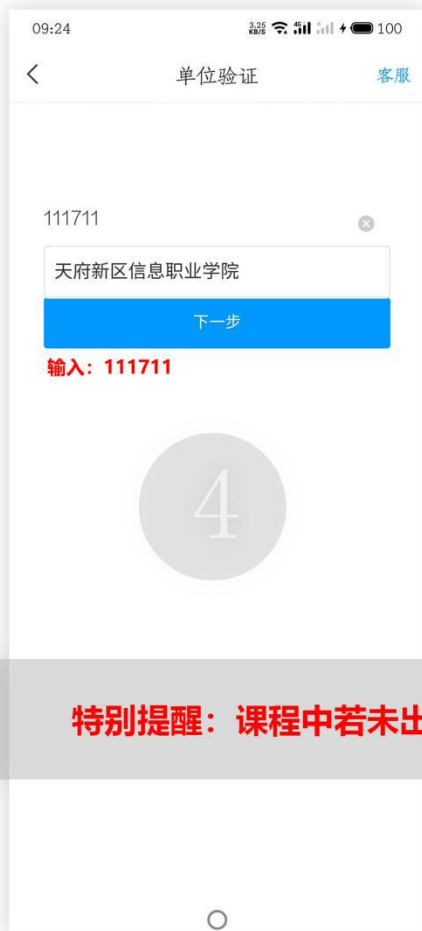 09:24
3.25 KB/S 4G 100
单位验证
客服
111711
天府新区信息职业学院
下一步
输入：111711
4
特别提醒：课程中若未出